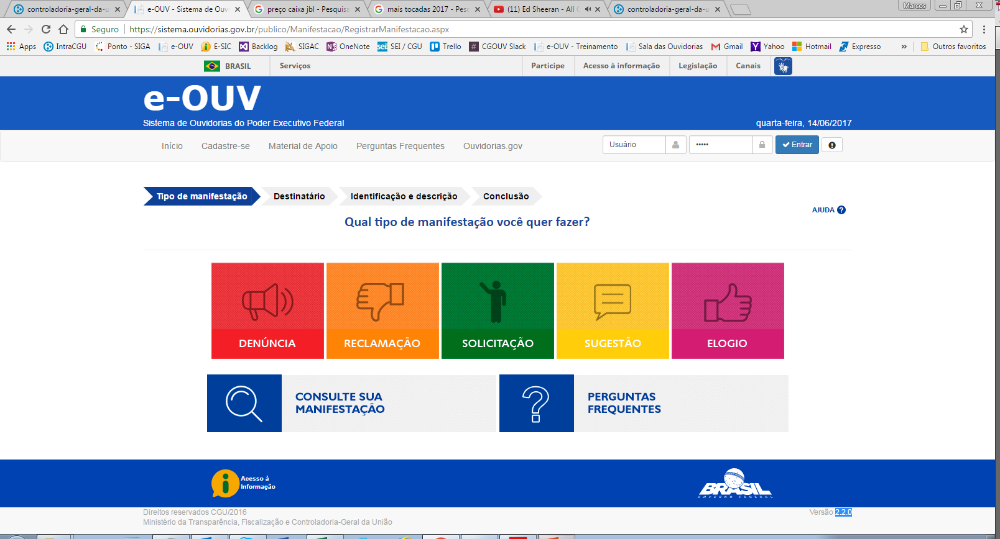 controladoria-geral-da-u
e-OUV - Sistema de Ouvi
preço caixa jbl - Pesquisa
mais tocadas 2017 - Pesq
(11) Ed Sheeran - All
controladoria-geral-da-u
Marcos
Seguro
https://sistema.ouvidorias.gov.br/publico/Manifestacao/RegistrarManifestacao.aspx
Apps
IntraCGU
Ponto - SIGA
e-OUV
E-SIC
Backlog
SIGAC
OneNote
SEI / CGU
Trello
CGOUV Slack
e-OUV - Treinamento
Sala das Ouvidorias
Gmail
Yahoo
Hotmail
Expresso
»
Outros favoritos
BRASIL
Serviços
Participe
Acesso à informação
Legislação
Canais
e-OUV
Sistema de Ouvidorias do Poder Executivo Federal
quarta-feira, 14/06/2017
Início
Cadastre-se
Material de Apoio
Perguntas Frequentes
Ouvidorias.gov
Usuário
•••••
Entrar
Tipo de manifestação
Destinatário
Identificação e descrição
Conclusão
AJUDA ?
Qual tipo de manifestação você quer fazer?
DENÚNCIA
RECLAMAÇÃO
SOLICITAÇÃO
SUGESTÃO
ELOGIO
CONSULTE SUA
MANIFESTAÇÃO
?
PERGUNTAS
FREQUENTES
Acesso à
Informação
BRASIL
GOVERNO FEDERAL
Direitos reservados CGU/2016
Versão 2.2.0
Ministério da Transparência, Fiscalização e Controladoria-Geral da União